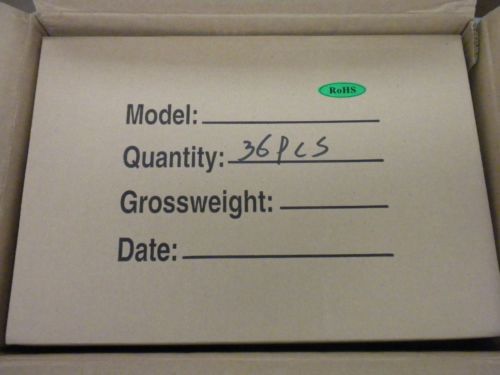 RoHS
Model:
Quantity: 36pcs
Grossweight:
Date: